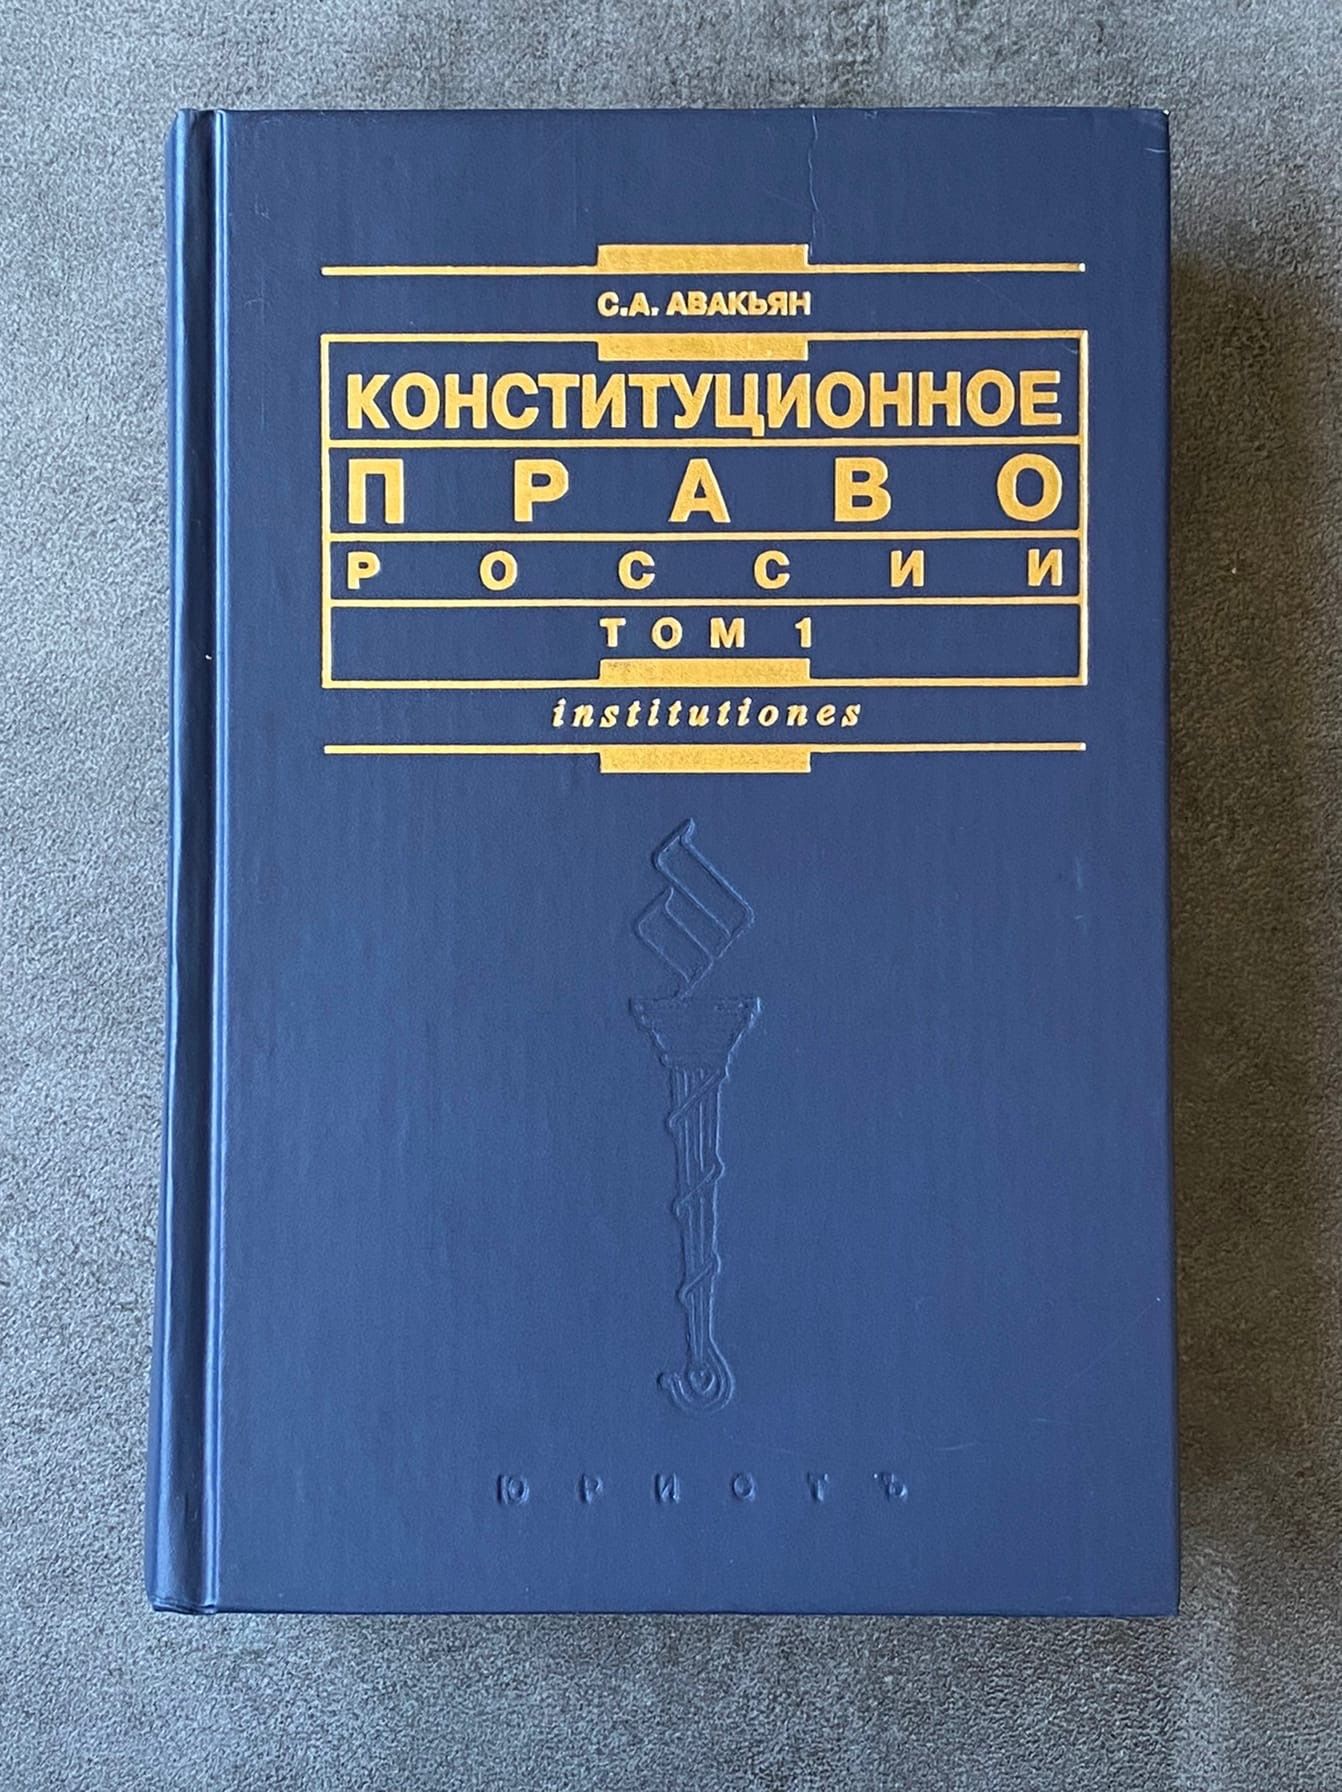 С.А. АВАКЬЯН
КОНСТИТУЦИОННОЕ
ПРАВО
РОССИИ
ТОМ 1
institutiones
ЮРИСТЪ